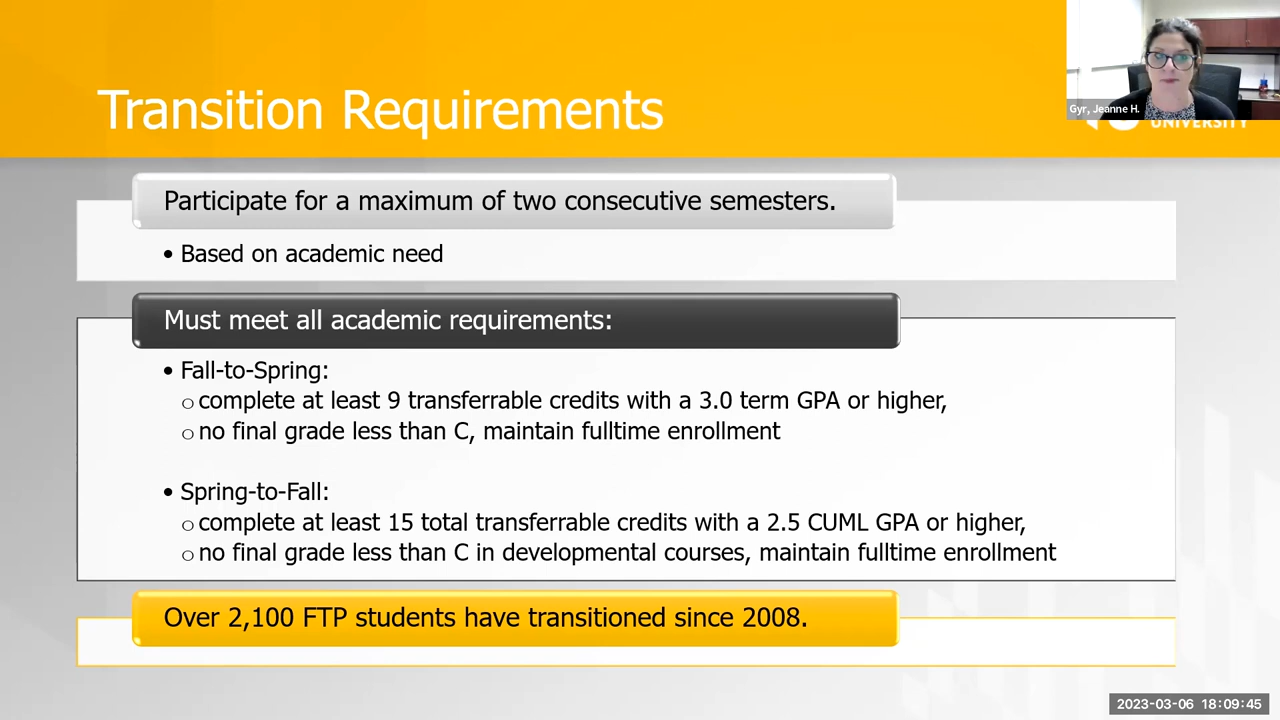 Transition Requirements
Gyr, Jeanne H.
UNIVERSITY
Participate for a maximum of two consecutive semesters.
• Based on academic need
Must meet all academic requirements:
• Fall-to-Spring:
○ complete at least 9 transferrable credits with a 3.0 term GPA or higher,
○ no final grade less than C, maintain fulltime enrollment
• Spring-to-Fall:
○ complete at least 15 total transferrable credits with a 2.5 CUML GPA or higher,
○ no final grade less than C in developmental courses, maintain fulltime enrollment
Over 2,100 FTP students have transitioned since 2008.
2023-03-06 18:09:45